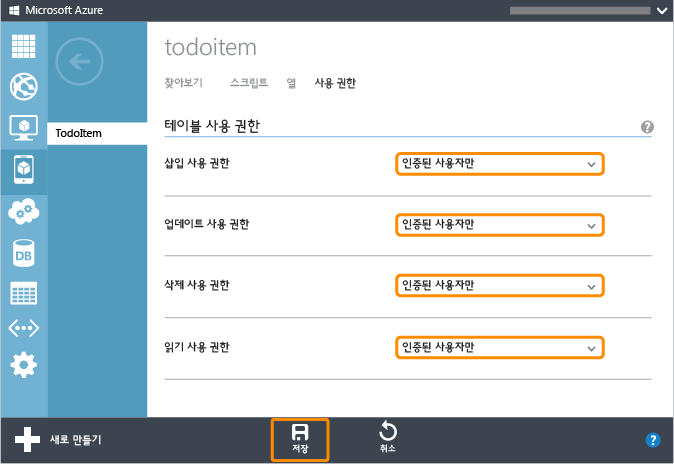 Microsoft Azure
todoitem
찾아보기 스크립트 열 사용 권한
TodoItem
테이블 사용 권한 ?
삽입 사용 권한 인증된 사용자만
업데이트 사용 권한 인증된 사용자만
DB
삭제 사용 권한 인증된 사용자만
읽기 사용 권한 인증된 사용자만
새로 만들기 저장 취소 ?